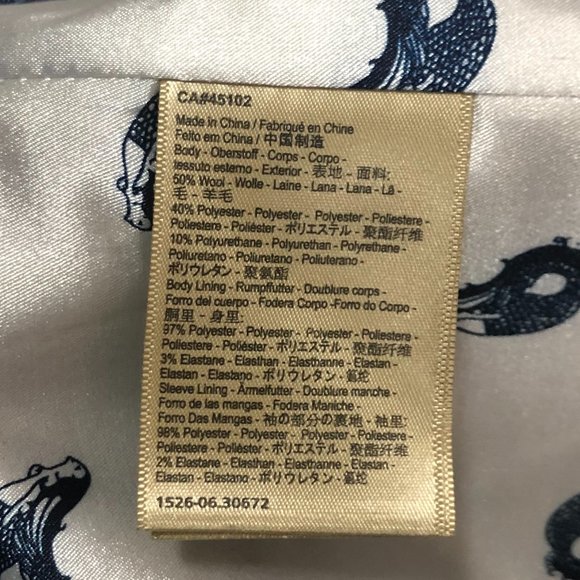 CA#45102
Made in China / Fabriqué en Chine
Feito em China / 中国制造
Body - Oberstoff - Corps - Corpo -
tessuto esterno - Exterior - 表地 - 面料:
50% Wool - Wolle - Laine - Lana - Lana - Lã -
毛 - 羊毛
40% Polyester - Polyester - Polyester - Poliestere -
Poliestere - Poliéster - ポリエステル - 聚酯纤维
10% Polyurethane - Polyurethan - Pyrethane -
Poliuretano - Poliuretano - Poliuterano -
ポリウレタン - 聚氨酯
Body Lining - Rumpffutter - Doublure corps -
Forro del cuerpo - Fodera Corpo -Forro do Corpo -
胴里 - 身里:
97% Polyester - Polyester - Polyester - Poliestere -
Poliestere - Poliéster - ポリエステル - 聚酯纤维
3% Elastane - Elasthan - Elasthanne - Elastan -
Elastan - Elastano - ポリウレタン - 氨纶
Sleeve Lining - Ärmelfutter - Doublure manche -
Forro de las mangas - Fodera Maniche -
Forro Das Mangas - 袖の部分の裏地 - 袖里:
98% Polyester - Polyester - Polyester - Poliestere -
Poliestere - Poliéster - ポリエステル - 聚酯纤维
2% Elastane - Elasthan - Elasthanne - Elastan -
Elastan - Elastano - ポリウレタン - 氨纶
1526-06.30672